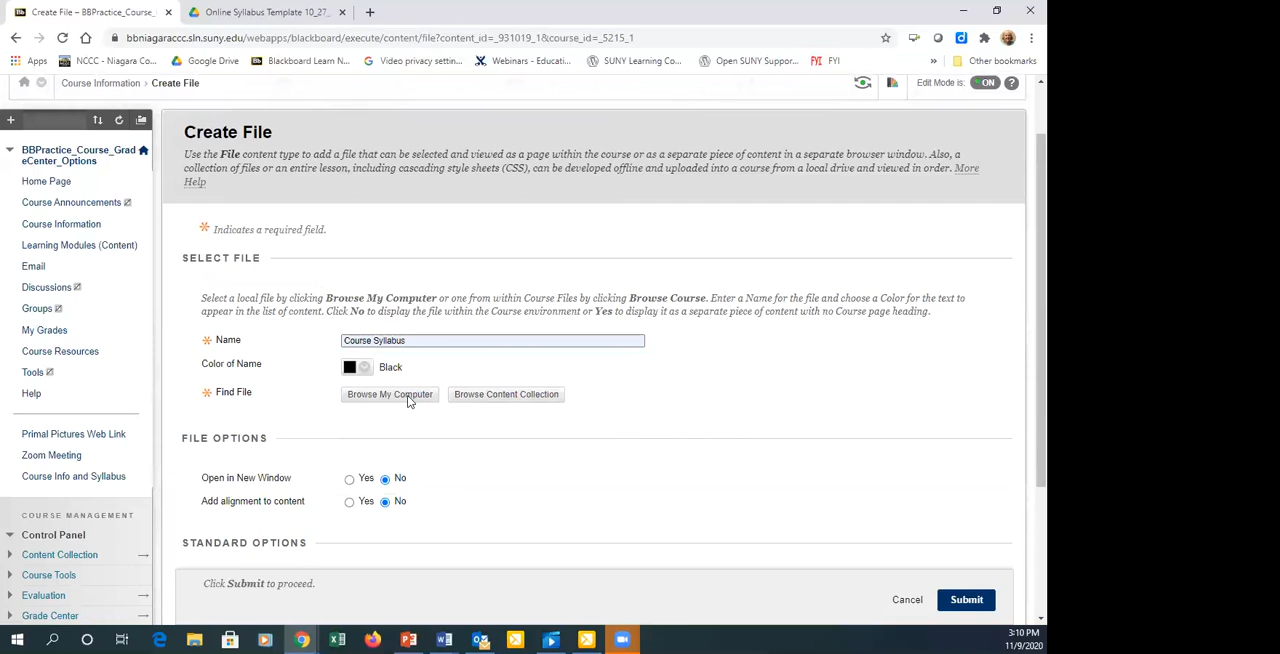 Create File – BBPractice_Course_
Online Syllabus Template 10_27_
bbniagaraccc.sln.suny.edu/webapps/blackboard/execute/content/file?content_id=_931019_1&course_id=_5215_1
Apps
NCCC - Niagara Co...
Google Drive
Blackboard Learn N...
Video privacy settin...
Webinars - Educati...
SUNY Learning Co...
Open SUNY Suppor...
FYI
Other bookmarks
Course Information
Create File
Edit Mode is:
ON
BBPractice_Course_Grad
eCenter_Options
Home Page
Course Announcements
Course Information
Learning Modules (Content)
Email
Discussions
Groups
My Grades
Course Resources
Tools
Help
Primal Pictures Web Link
Zoom Meeting
Course Info and Syllabus
COURSE MANAGEMENT
Control Panel
Content Collection
Course Tools
Evaluation
Grade Center
Create File
Use the File content type to add a file that can be selected and viewed as a page within the course or as a separate piece of content in a separate browser window. Also, a
collection of files or an entire lesson, including cascading style sheets (CSS), can be developed offline and uploaded into a course from a local drive and viewed in order. More
Help
Indicates a required field.
SELECT FILE
Select a local file by clicking Browse My Computer or one from within Course Files by clicking Browse Course. Enter a Name for the file and choose a Color for the text to
appear in the list of content. Click No to display the file within the Course environment or Yes to display it as a separate piece of content with no Course page heading.
Name
Course Syllabus
Color of Name
Black
Find File
Browse My Computer
Browse Content Collection
FILE OPTIONS
Open in New Window
Yes
No
Add alignment to content
Yes
No
STANDARD OPTIONS
Click Submit to proceed.
Cancel
Submit
3:10 PM
11/9/2020